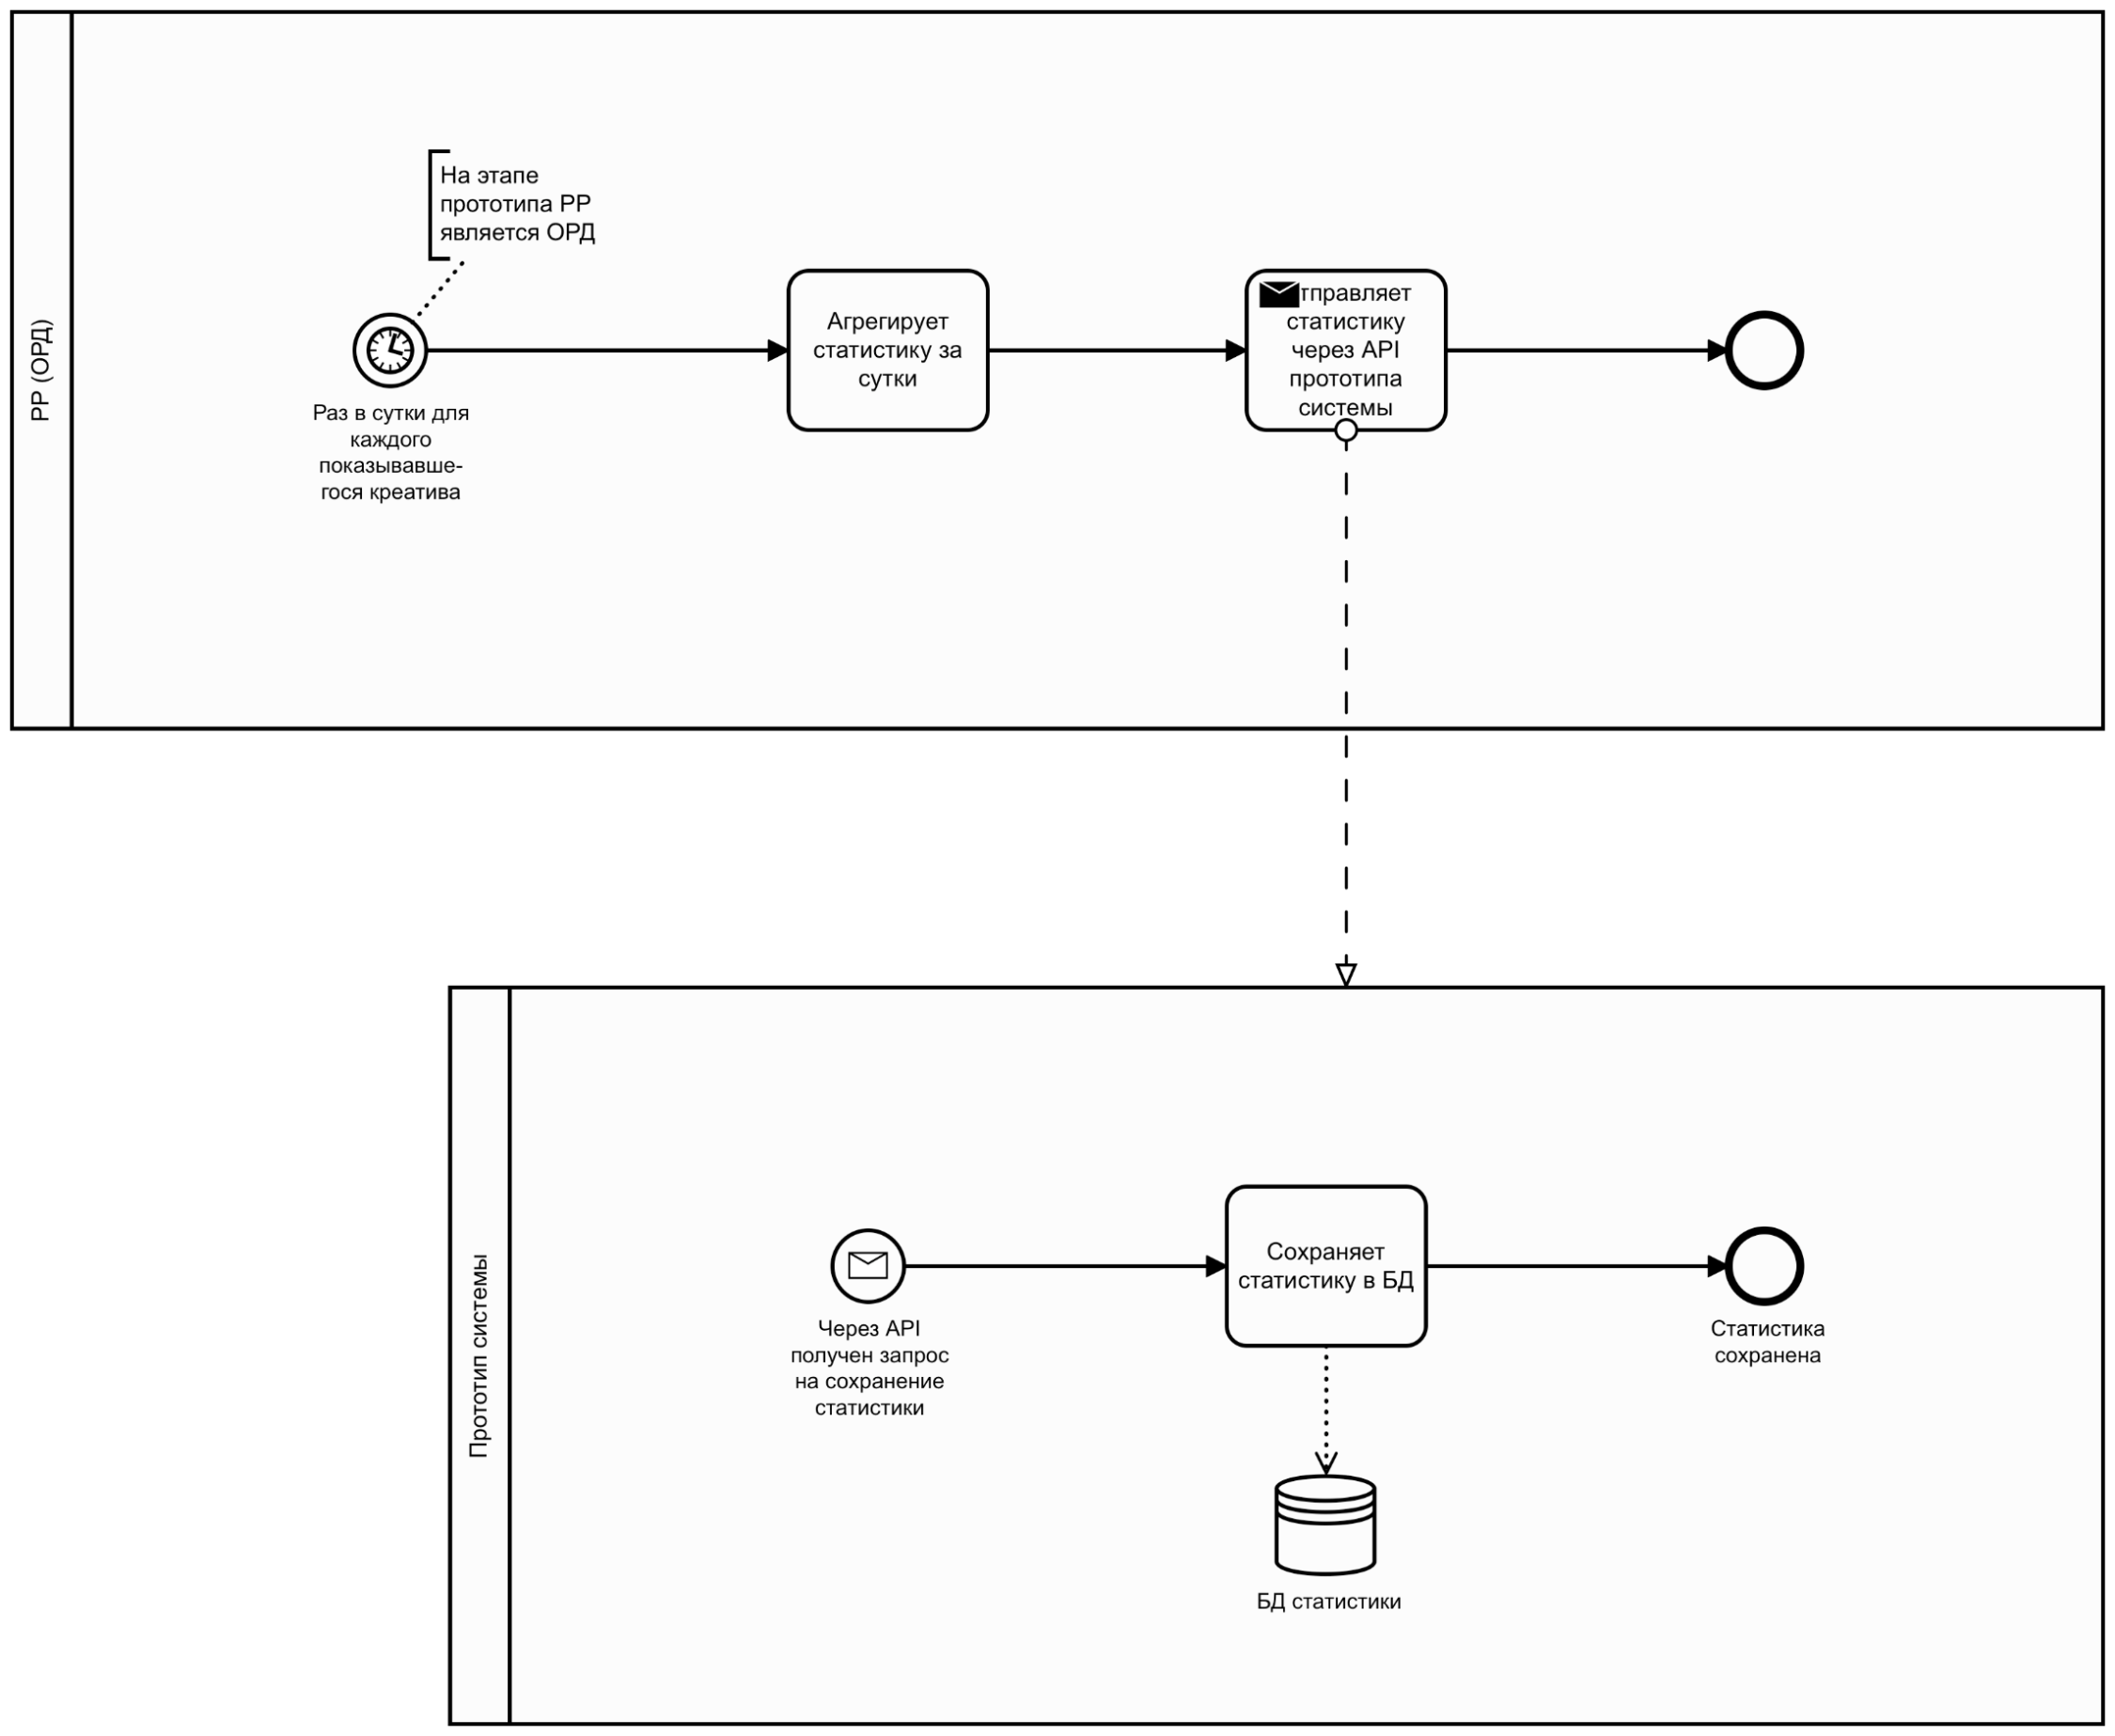 РР (ОРД)
На этапе
прототипа РР
является ОРД
Раз в сутки для
каждого
показывавше-
гося креатива
Агрегирует
статистику за
сутки
тправляет
статистику
через API
прототипа
системы
Прототип системы
Через API
получен запрос
на сохранение
статистики
Сохраняет
статистику в БД
Статистика
сохранена
БД статистики